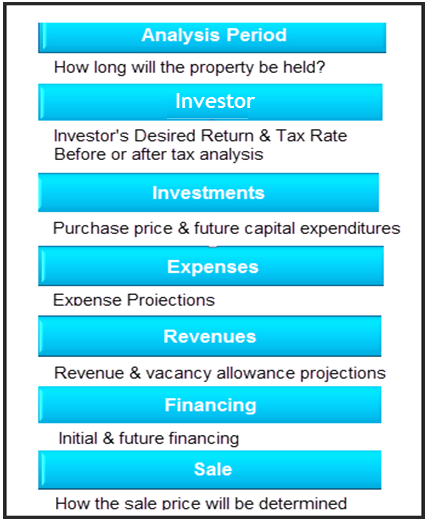 Analysis Period
How long will the property be held?
Investor
Investor's Desired Return & Tax Rate
Before or after tax analysis
Investments
Purchase price & future capital expenditures
Expenses
Expense Projections
Revenues
Revenue & vacancy allowance projections
Financing
Initial & future financing
Sale
How the sale price will be determined